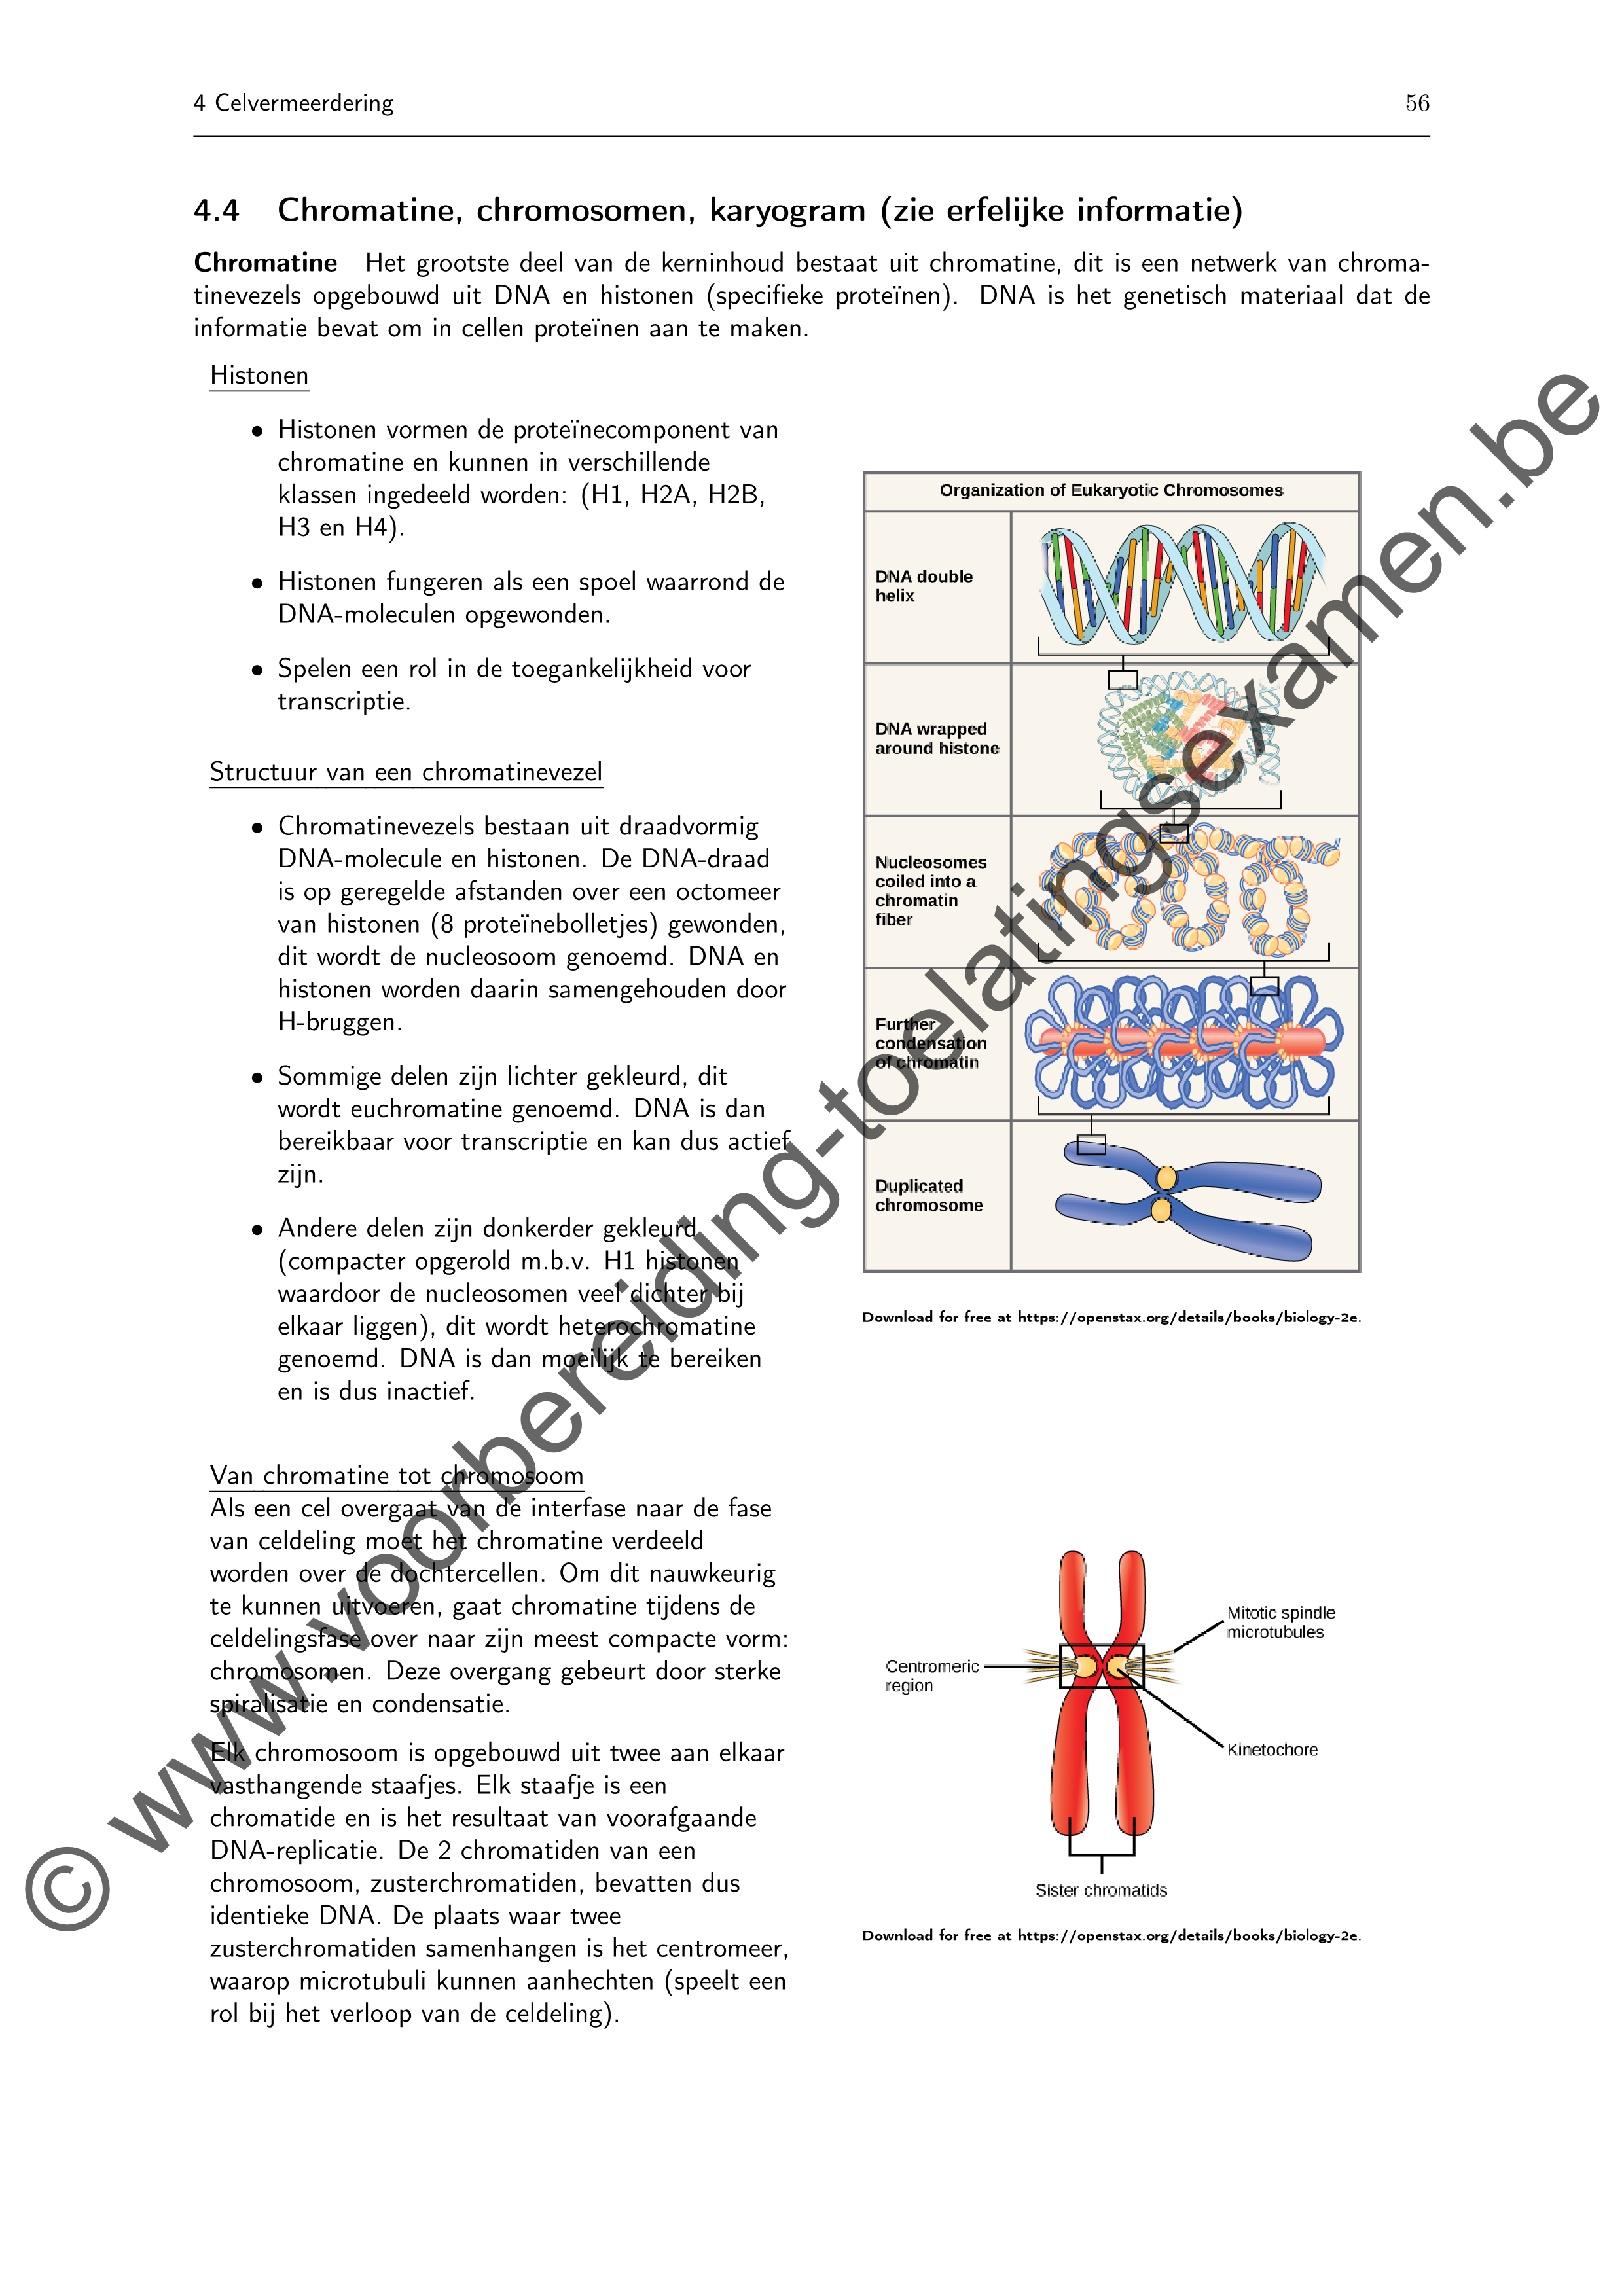 4 Celvermeerdering 56
4.4 Chromatine, chromosomen, karyogram (zie erfelijke informatie)
Chromatine Het grootste deel van de kerninhoud bestaat uit chromatine, dit is een netwerk van chroma-
tinevezels opgebouwd uit DNA en histonen (specifieke proteïnen). DNA is het genetisch materiaal dat de
informatie bevat om in cellen proteïnen aan te maken.
Histonen
• Histonen vormen de proteïnecomponent van
chromatine en kunnen in verschillende
klassen ingedeeld worden: (H1, H2A, H2B,
H3 en H4).
• Histonen fungeren als een spoel waarrond de
DNA-moleculen opgewonden.
• Spelen een rol in de toegankelijkheid voor
transcriptie.
Structuur van een chromatinevezel
• Chromatinevezels bestaan uit draadvormig
DNA-molecule en histonen. De DNA-draad
is op geregelde afstanden over een octomeer
van histonen (8 proteïnebolletjes) gewonden,
dit wordt de nucleosoom genoemd. DNA en
histonen worden daarin samengehouden door
H-bruggen.
• Sommige delen zijn lichter gekleurd, dit
wordt euchromatine genoemd. DNA is dan
bereikbaar voor transcriptie en kan dus actief
zijn.
• Andere delen zijn donkerder gekleurd
(compacter opgerold m.b.v. H1 histonen
waardoor de nucleosomen veel dichter bij
elkaar liggen), dit wordt heterochromatine
genoemd. DNA is dan moeilijk te bereiken
en is dus inactief.
Organization of Eukaryotic Chromosomes
DNA double
helix
DNA wrapped
around histone
Nucleosomes
coiled into a
chromatin
fiber
Further
condensation
of chromatin
Duplicated
chromosome
Download for free at https://openstax.org/details/books/biology-2e.
Van chromatine tot chromosoom
Als een cel overgaat van de interfase naar de fase
van celdeling moet het chromatine verdeeld
worden over de dochtercellen. Om dit nauwkeurig
te kunnen uitvoeren, gaat chromatine tijdens de
celdelingsfase over naar zijn meest compacte vorm:
chromosomen. Deze overgang gebeurt door sterke
spiralisatie en condensatie.
Elk chromosoom is opgebouwd uit twee aan elkaar
vasthangende staafjes. Elk staafje is een
chromatide en is het resultaat van voorafgaande
DNA-replicatie. De 2 chromatiden van een
chromosoom, zusterchromatiden, bevatten dus
identieke DNA. De plaats waar twee
zusterchromatiden samenhangen is het centromeer,
waarop microtubuli kunnen aanhechten (speelt een
rol bij het verloop van de celdeling).
Mitotic spindle
microtubules
Centromeric
region
Kinetochore
Sister chromatids
Download for free at https://openstax.org/details/books/biology-2e.
© www.voorbereiding-toelatingsexamen.be